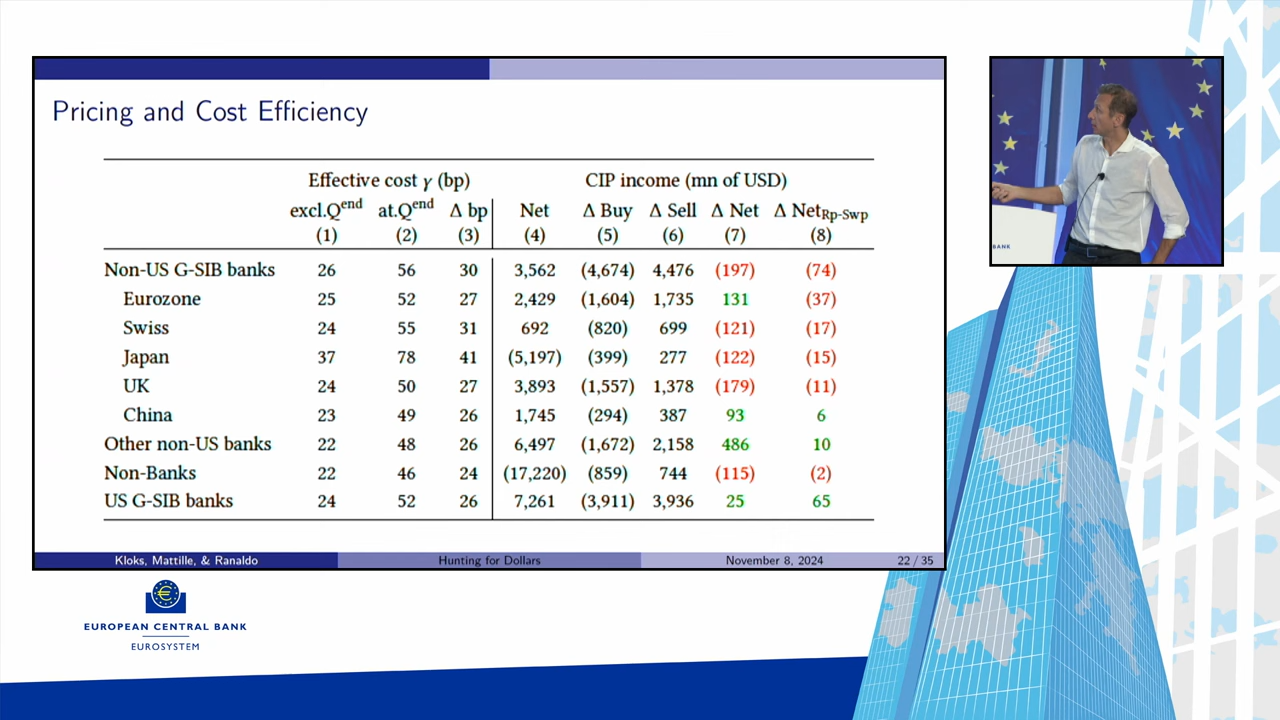 Pricing and Cost Efficiency
Effective cost γ (bp) CIP income (mn of USD)
excl.Q^end at.Q^end Δ bp Net Δ Buy Δ Sell Δ Net Δ Net_Rp-Swp
(1) (2) (3) (4) (5) (6) (7) (8)
Non-US G-SIB banks 26 56 30 3,562 (4,674) 4,476 (197) (74)
Eurozone 25 52 27 2,429 (1,604) 1,735 131 (37)
Swiss 24 55 31 692 (820) 699 (121) (17)
Japan 37 78 41 (5,197) (399) 277 (122) (15)
UK 24 50 27 3,893 (1,557) 1,378 (179) (11)
China 23 49 26 1,745 (294) 387 93 6
Other non-US banks 22 48 26 6,497 (1,672) 2,158 486 10
Non-Banks 22 46 24 (17,220) (859) 744 (115) (2)
US G-SIB banks 24 52 26 7,261 (3,911) 3,936 25 65
Kloks, Mattille, & Ranaldo Hunting for Dollars November 8, 2024 22 / 35
BANK
EUROPEAN CENTRAL BANK
EUROSYSTEM